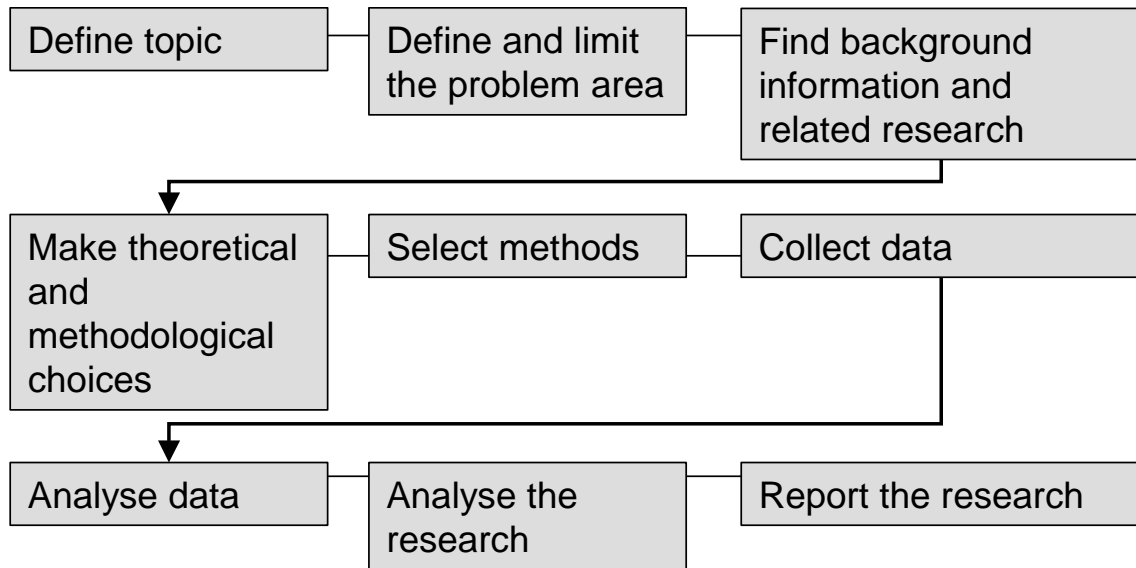 Define topic
Define and limit
the problem area
Find background
information and
related research
Make theoretical
and
methodological
choices
Select methods
Collect data
Analyse data
Analyse the
research
Report the research